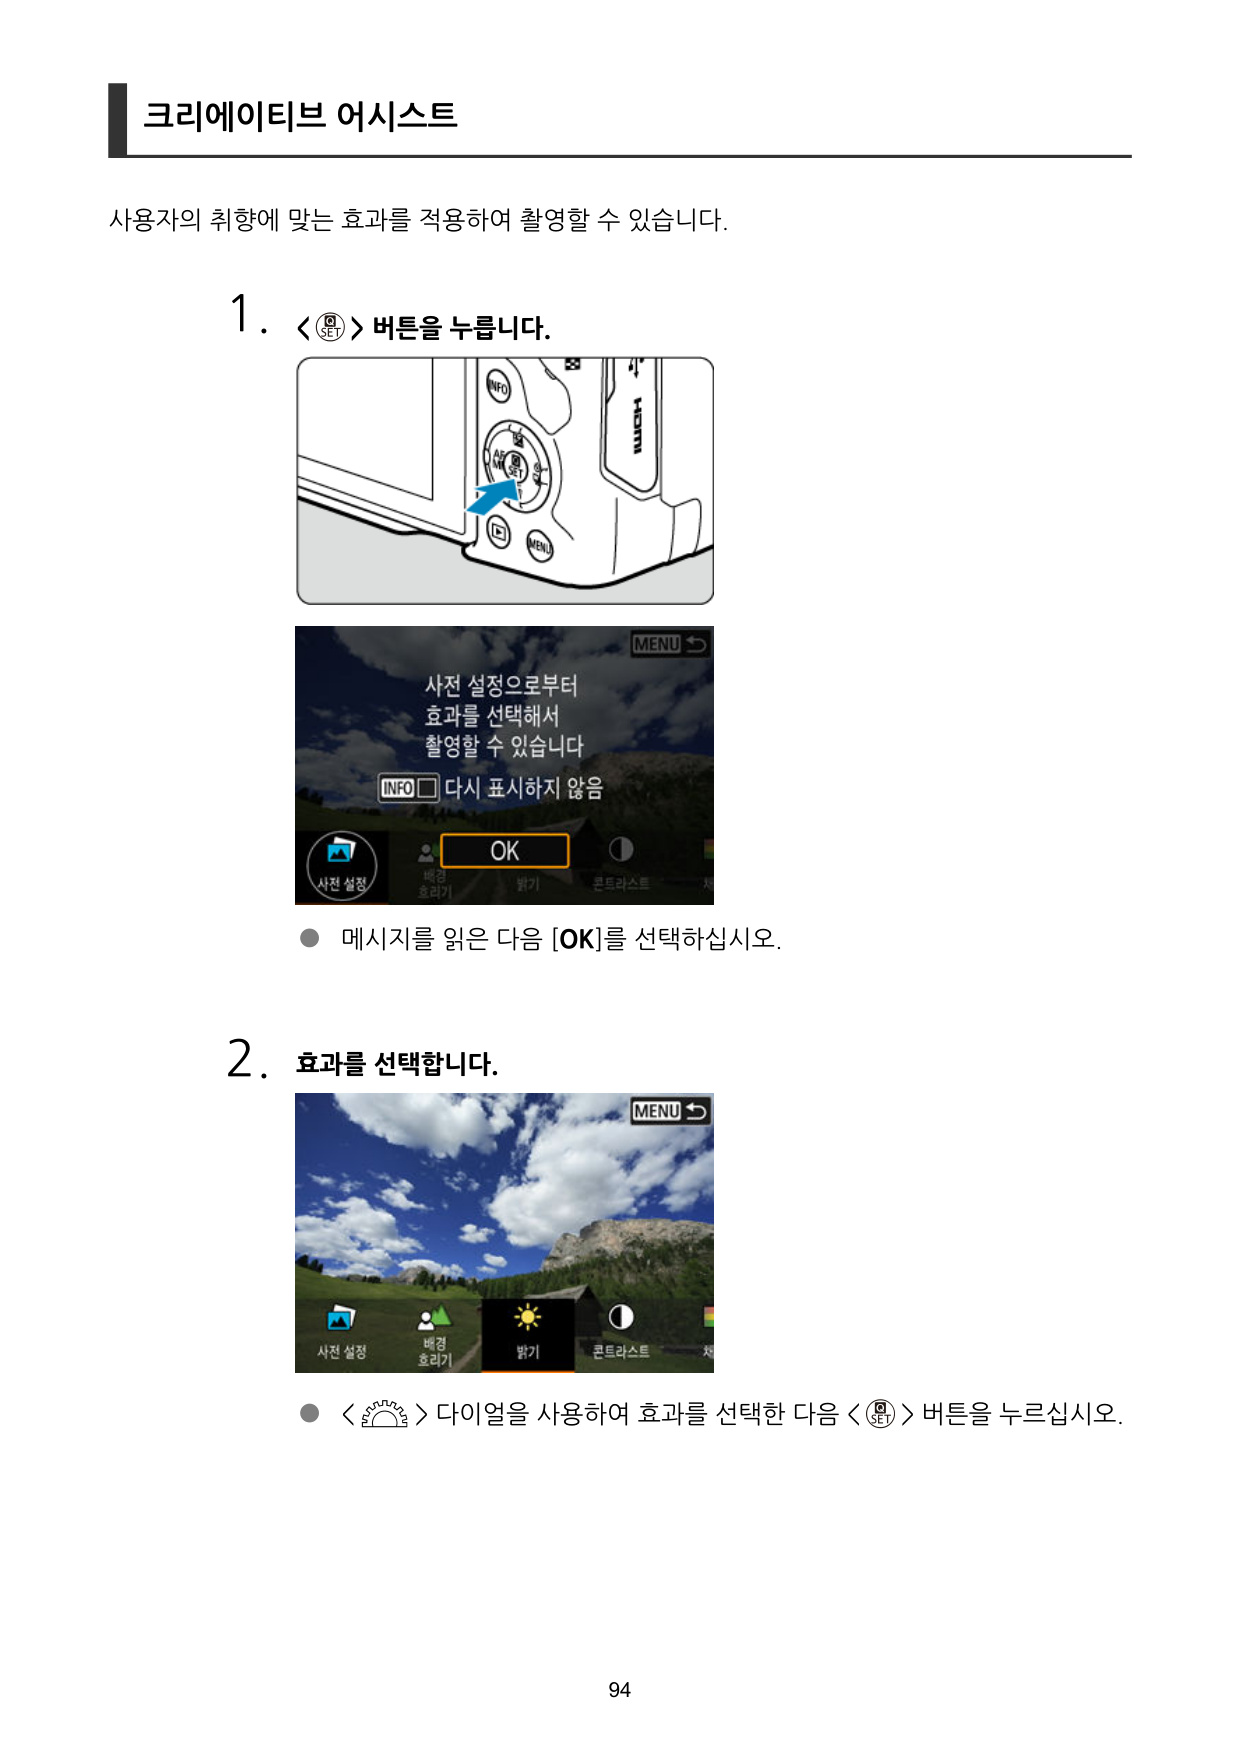 크리에이티브 어시스트
사용자의 취향에 맞는 효과를 적용하여 촬영할 수 있습니다.
1. <Q SET> 버튼을 누릅니다.
INFO
HDMI
AF
SET
MENU
MENU
사전 설정으로부터
효과를 선택해서
촬영할 수 있습니다
INFO 다시 표시하지 않음
OK
사전 설정 배경 흐리기 밝기 콘트라스트
● 메시지를 읽은 다음 [OK]를 선택하십시오.
2. 효과를 선택합니다.
MENU
사전 설정 배경 흐리기 밝기 콘트라스트
● < > 다이얼을 사용하여 효과를 선택한 다음 <Q SET> 버튼을 누르십시오.
94